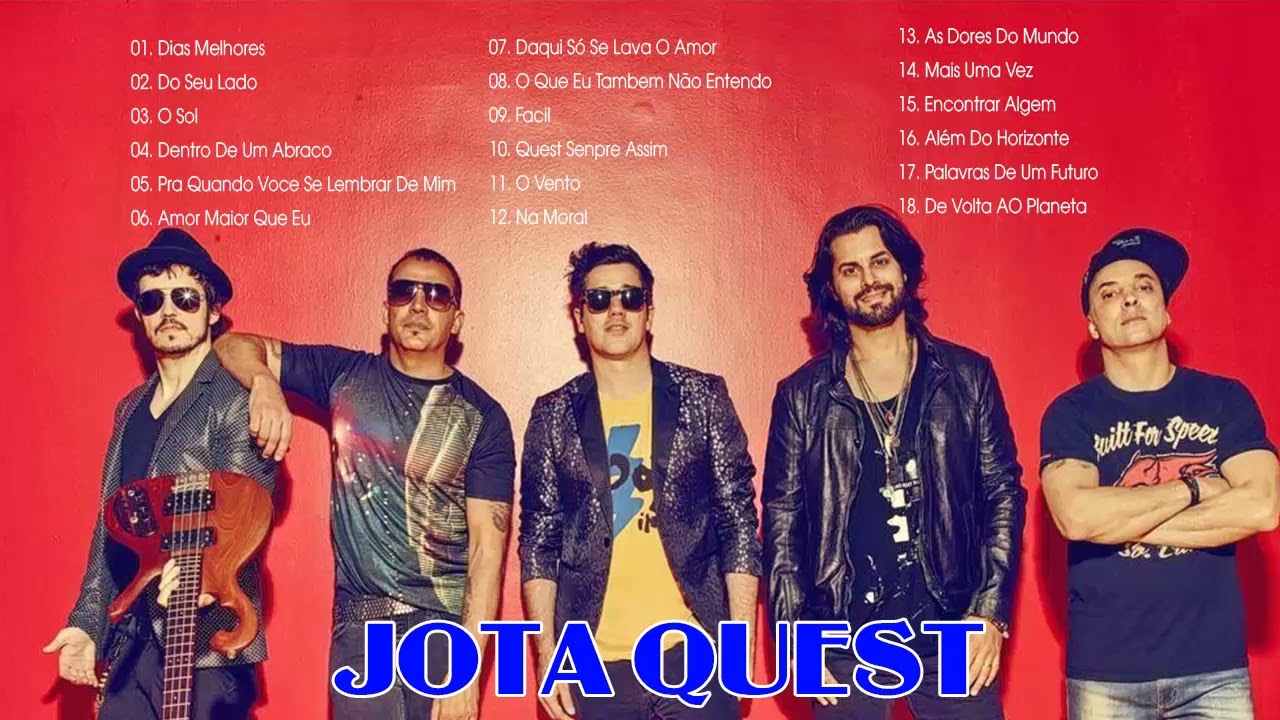 01. Dias Melhores
02. Do Seu Lado
03. O Sol
04. Dentro De Um Abraco
05. Pra Quando Voce Se Lembrar De Mim
06. Amor Maior Que Eu
07. Daqui Só Se Lava O Amor
08. O Que Eu Tambem Não Entendo
09. Facil
10. Quest Senpre Assim
11. O Vento
12. Na Moral
13. As Dores Do Mundo
14. Mais Uma Vez
15. Encontrar Algem
16. Além Do Horizonte
17. Palavras De Um Futuro
18. De Volta AO Planeta
Built For Speed
JOTA QUEST